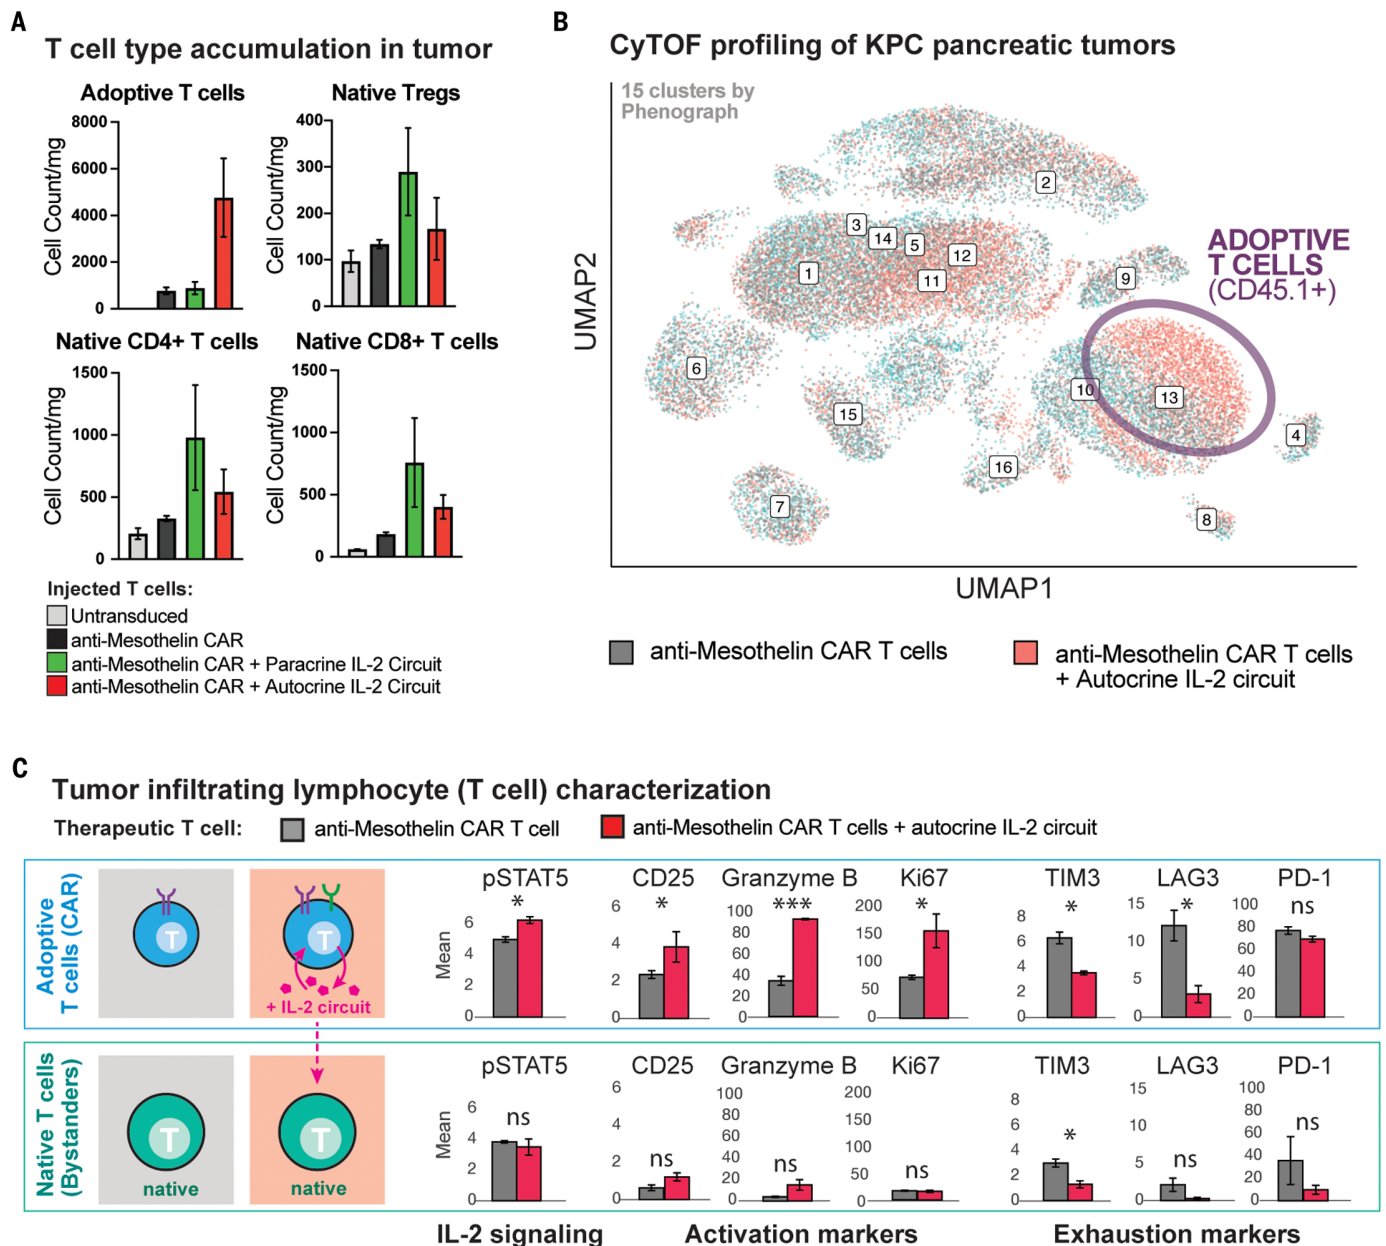 A
T cell type accumulation in tumor
Adoptive T cells
Cell Count/mg
8000
6000
4000
2000
0
Native Tregs
Cell Count/mg
400
300
200
100
0
Native CD4+ T cells
Cell Count/mg
1500
1000
500
0
Native CD8+ T cells
Cell Count/mg
1500
1000
500
0
Injected T cells:
Untransduced
anti-Mesothelin CAR
anti-Mesothelin CAR + Paracrine IL-2 Circuit
anti-Mesothelin CAR + Autocrine IL-2 Circuit
B
CyTOF profiling of KPC pancreatic tumors
15 clusters by
Phenograph
UMAP2
2
3
14
5
12
1
11
9
ADOPTIVE
T CELLS
(CD45.1+)
6
10
13
15
4
16
7
8
UMAP1
anti-Mesothelin CAR T cells
anti-Mesothelin CAR T cells
+ Autocrine IL-2 circuit
C
Tumor infiltrating lymphocyte (T cell) characterization
Therapeutic T cell:
anti-Mesothelin CAR T cell
anti-Mesothelin CAR T cells + autocrine IL-2 circuit
Adoptive
T cells (CAR)
T
T
+ IL-2 circuit
Mean
pSTAT5
*
6
4
2
0
CD25
*
6
4
2
0
Granzyme B
***
100
80
60
40
20
0
Ki67
*
200
150
100
50
0
TIM3
*
8
6
4
2
0
LAG3
*
15
10
5
0
PD-1
ns
100
80
60
40
20
0
Native T cells
(Bystanders)
T
native
T
native
Mean
pSTAT5
ns
6
4
2
0
CD25
ns
6
4
2
0
Granzyme B
ns
100
80
60
40
20
0
Ki67
ns
200
150
100
50
0
TIM3
*
8
6
4
2
0
LAG3
ns
15
10
5
0
PD-1
ns
100
80
60
40
20
0
IL-2 signaling
Activation markers
Exhaustion markers